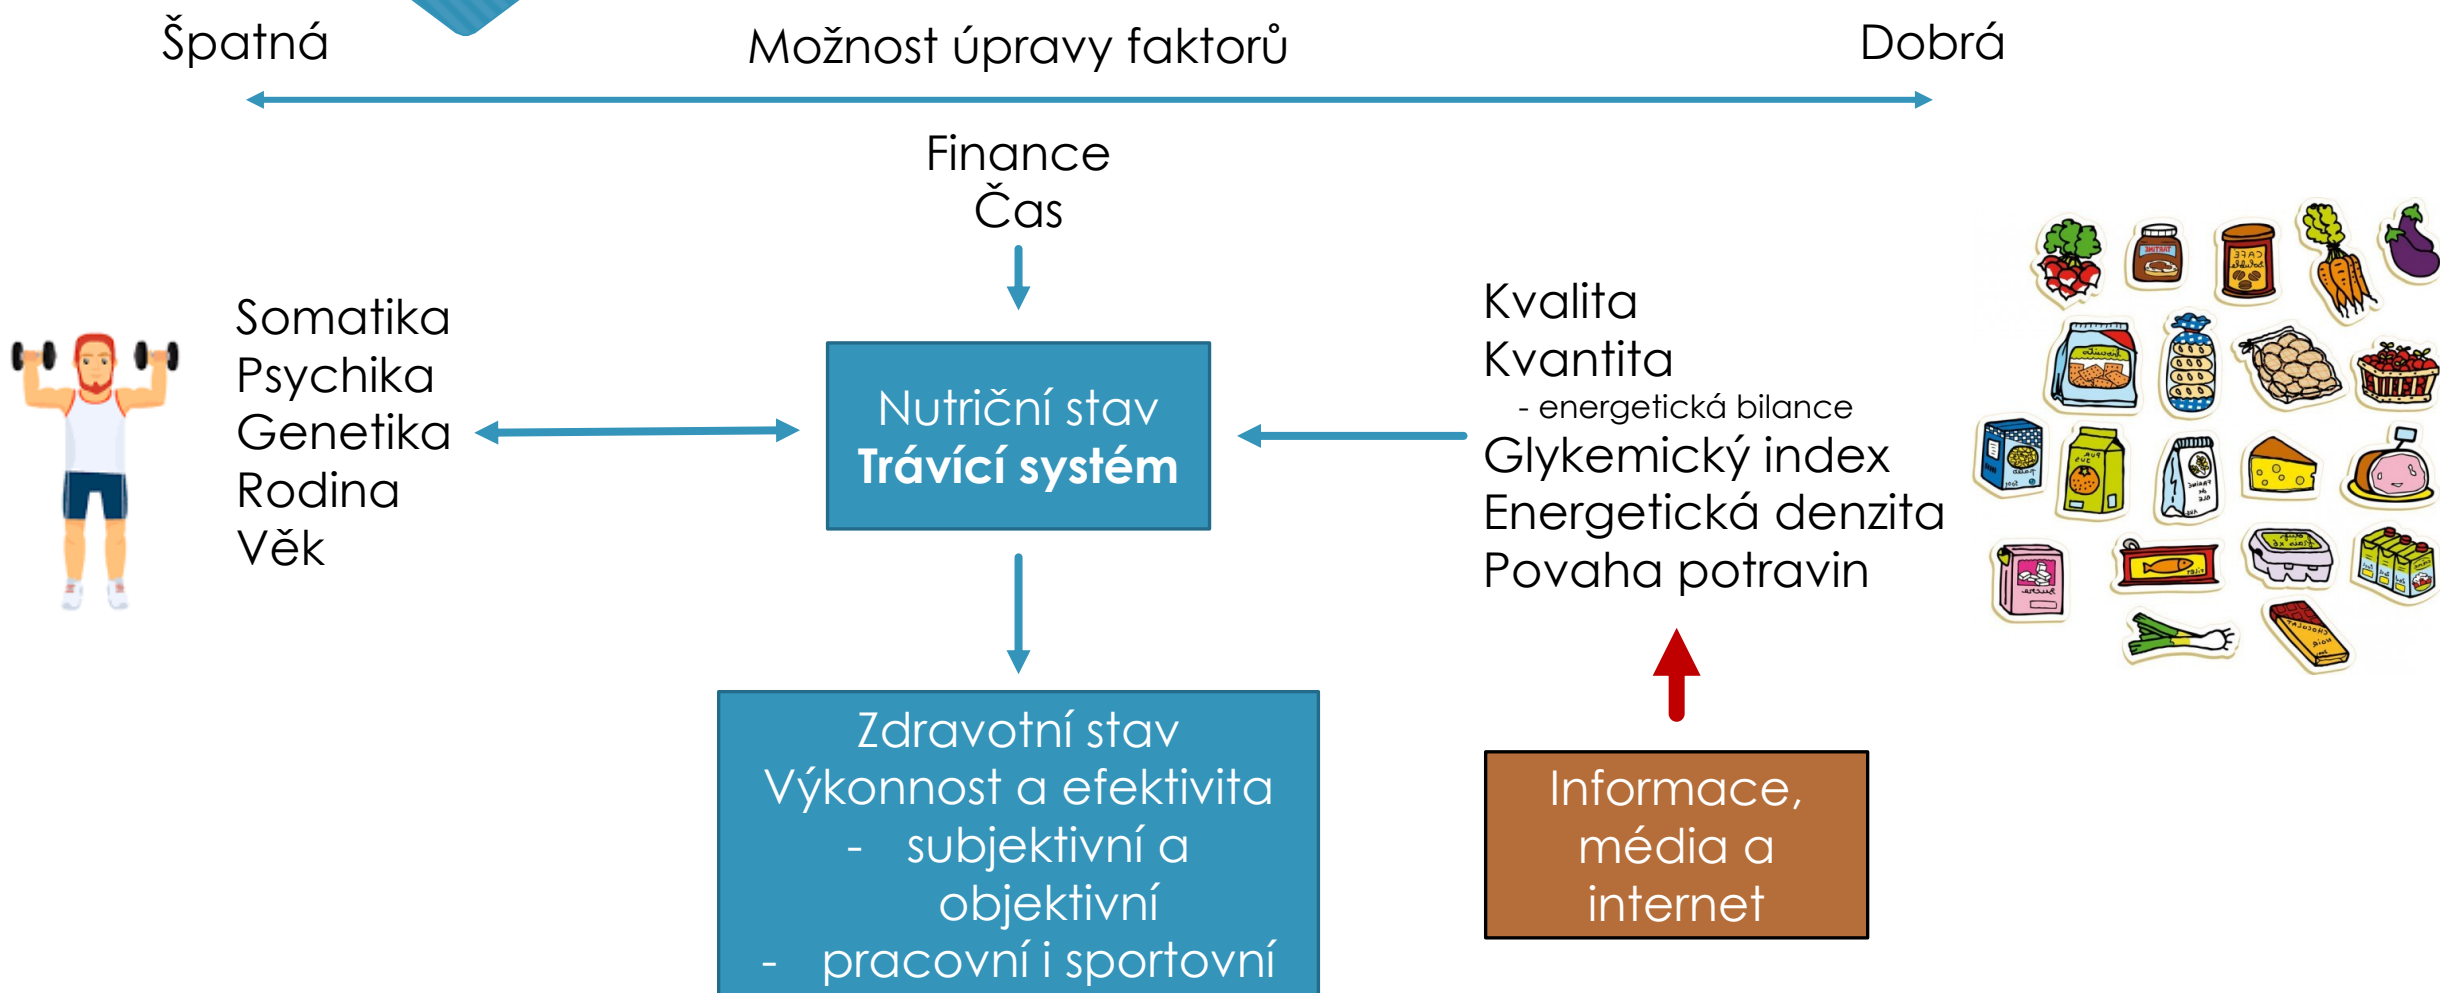 Špatná
Možnost úpravy faktorů
Dobrá
Finance
Čas
Somatika
Psychika
Genetika
Rodina
Věk
Nutriční stav
Trávící systém
Kvalita
Kvantita
- energetická bilance
Glykemický index
Energetická denzita
Povaha potravin
Zdravotní stav
Výkonnost a efektivita
- subjektivní a
objektivní
- pracovní i sportovní
Informace,
média a
internet